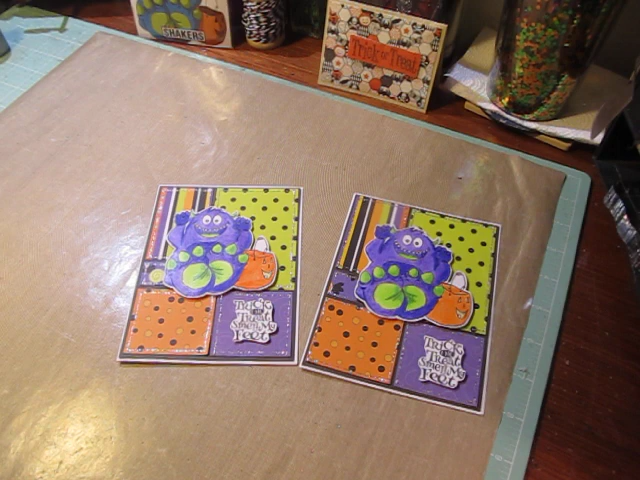 SHAKERS
Trick or Treat
Trick
or
Treat
Smell My
Feet
Trick
or
Treat
Smell My
Feet